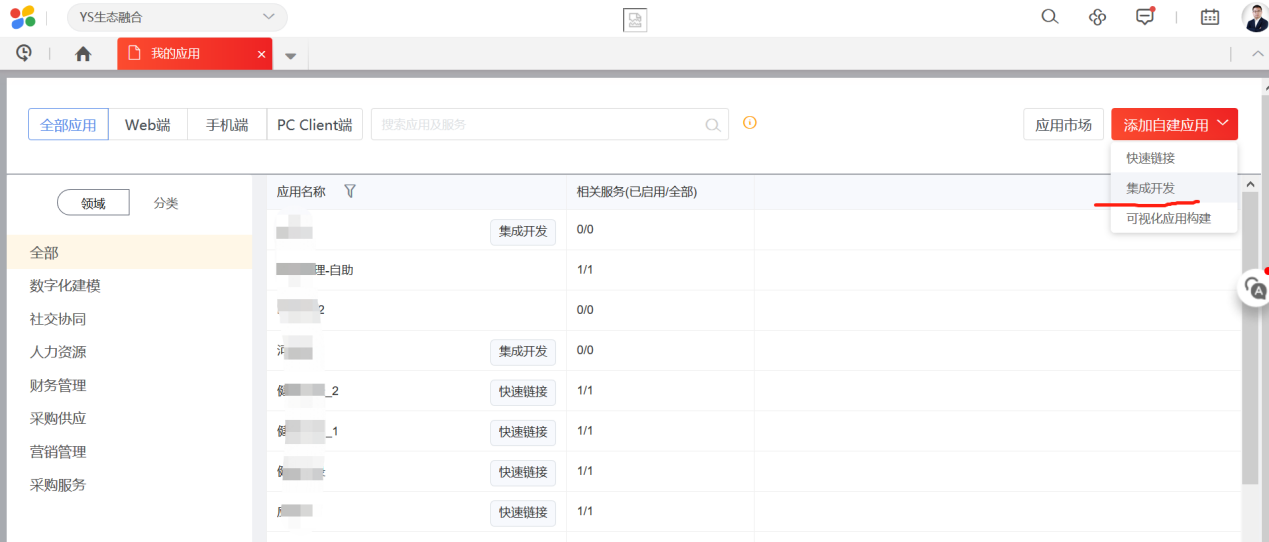 YS生态融合
我的应用
全部应用 Web端 手机端 PC Client端 搜索应用及服务 应用市场 添加自建应用
快速链接
集成开发
可视化应用构建
领域 分类
应用名称 相关服务(已启用/全部)
全部
数字化建模
社交协同
人力资源
财务管理
采购供应
营销管理
采购服务
集成开发 0/0
理-自助 1/1
2 0/0
集成开发 0/0
_2 快速链接 1/1
_1 快速链接 1/1
快速链接 1/1
快速链接 1/1